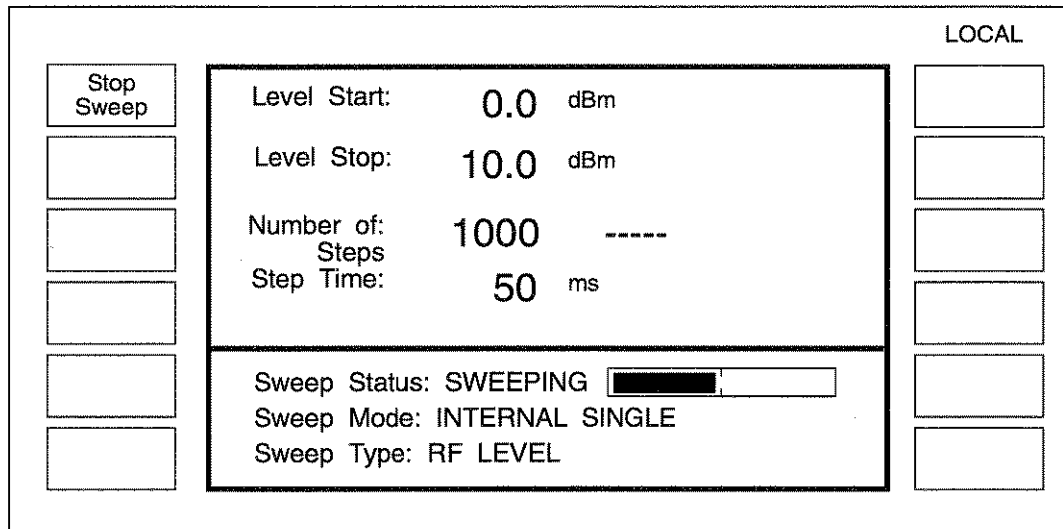 LOCAL
Stop
Sweep
Level Start: 0.0 dBm
Level Stop: 10.0 dBm
Number of: 1000 -----
Steps
Step Time: 50 ms
Sweep Status: SWEEPING
Sweep Mode: INTERNAL SINGLE
Sweep Type: RF LEVEL